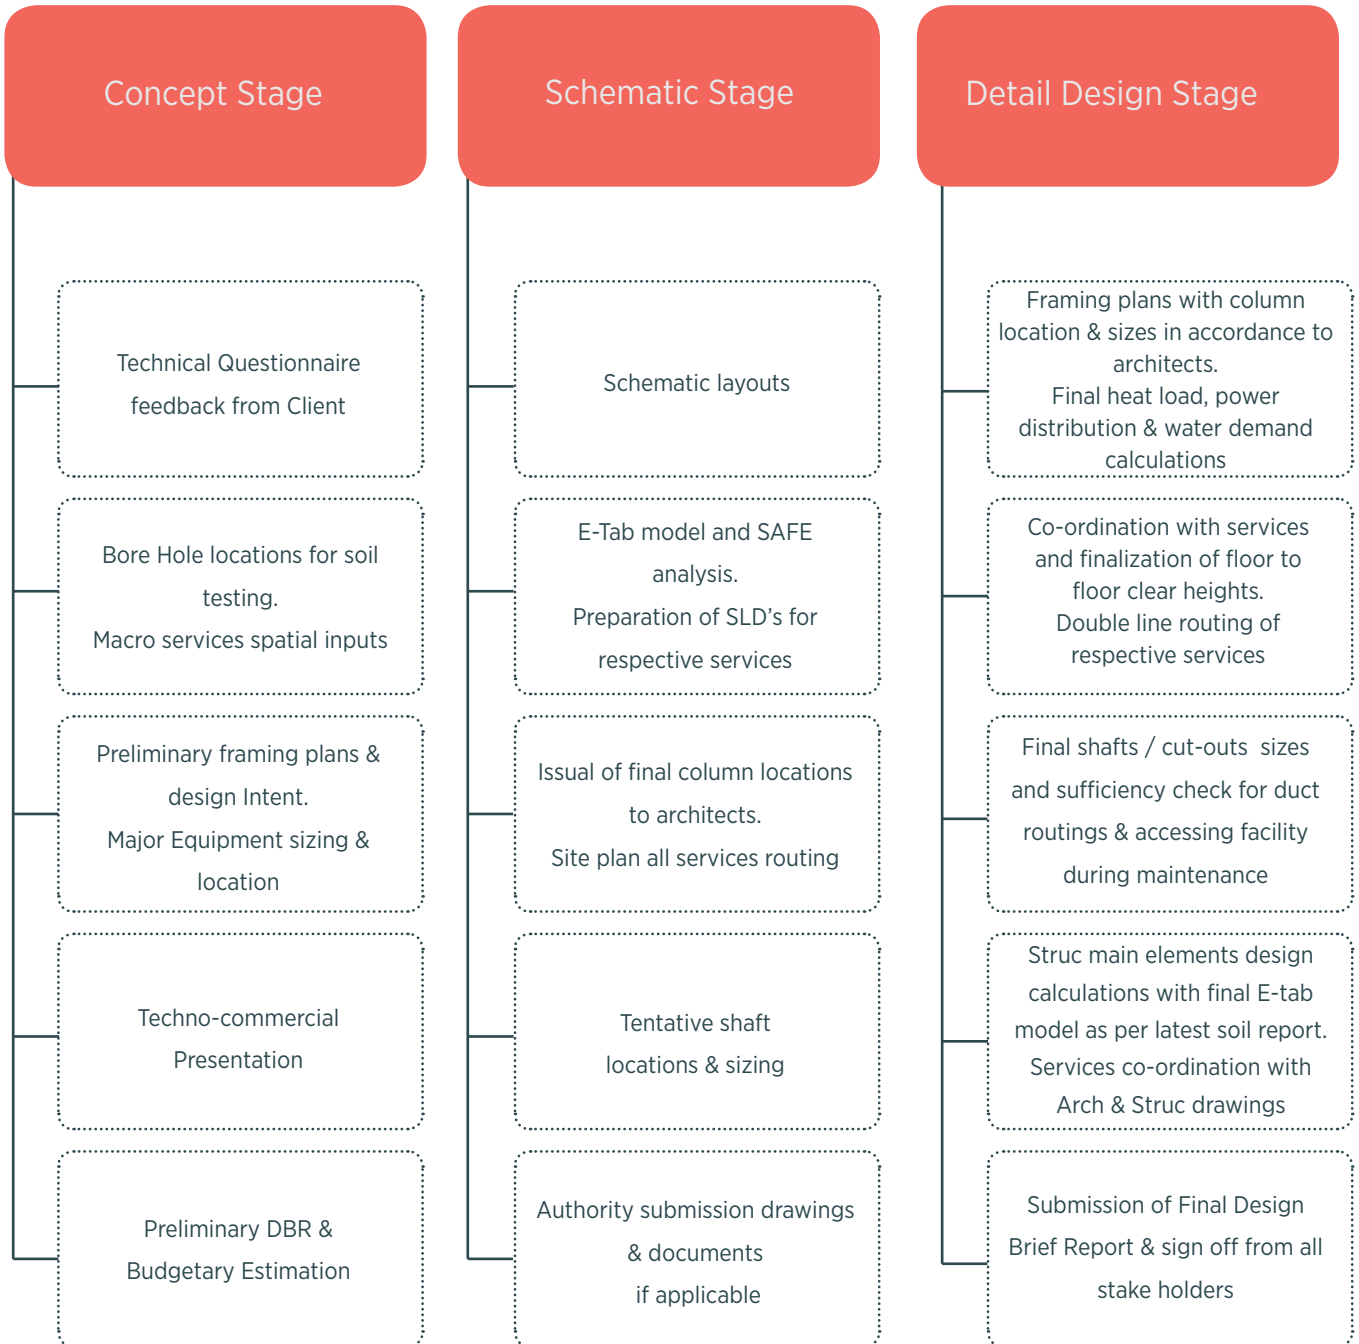 Concept Stage
Technical Questionnaire
feedback from Client
Bore Hole locations for soil
testing.
Macro services spatial inputs
Preliminary framing plans &
design Intent.
Major Equipment sizing &
location
Techno-commercial
Presentation
Preliminary DBR &
Budgetary Estimation
Schematic Stage
Schematic layouts
E-Tab model and SAFE
analysis.
Preparation of SLD's for
respective services
Issual of final column locations
to architects.
Site plan all services routing
Tentative shaft
locations & sizing
Authority submission drawings
& documents
if applicable
Detail Design Stage
Framing plans with column
location & sizes in accordance to
architects.
Final heat load, power
distribution & water demand
calculations
Co-ordination with services
and finalization of floor to
floor clear heights.
Double line routing of
respective services
Final shafts / cut-outs  sizes
and sufficiency check for duct
routings & accessing facility
during maintenance
Struc main elements design
calculations with final E-tab
model as per latest soil report.
Services co-ordination with
Arch & Struc drawings
Submission of Final Design
Brief Report & sign off from all
stake holders